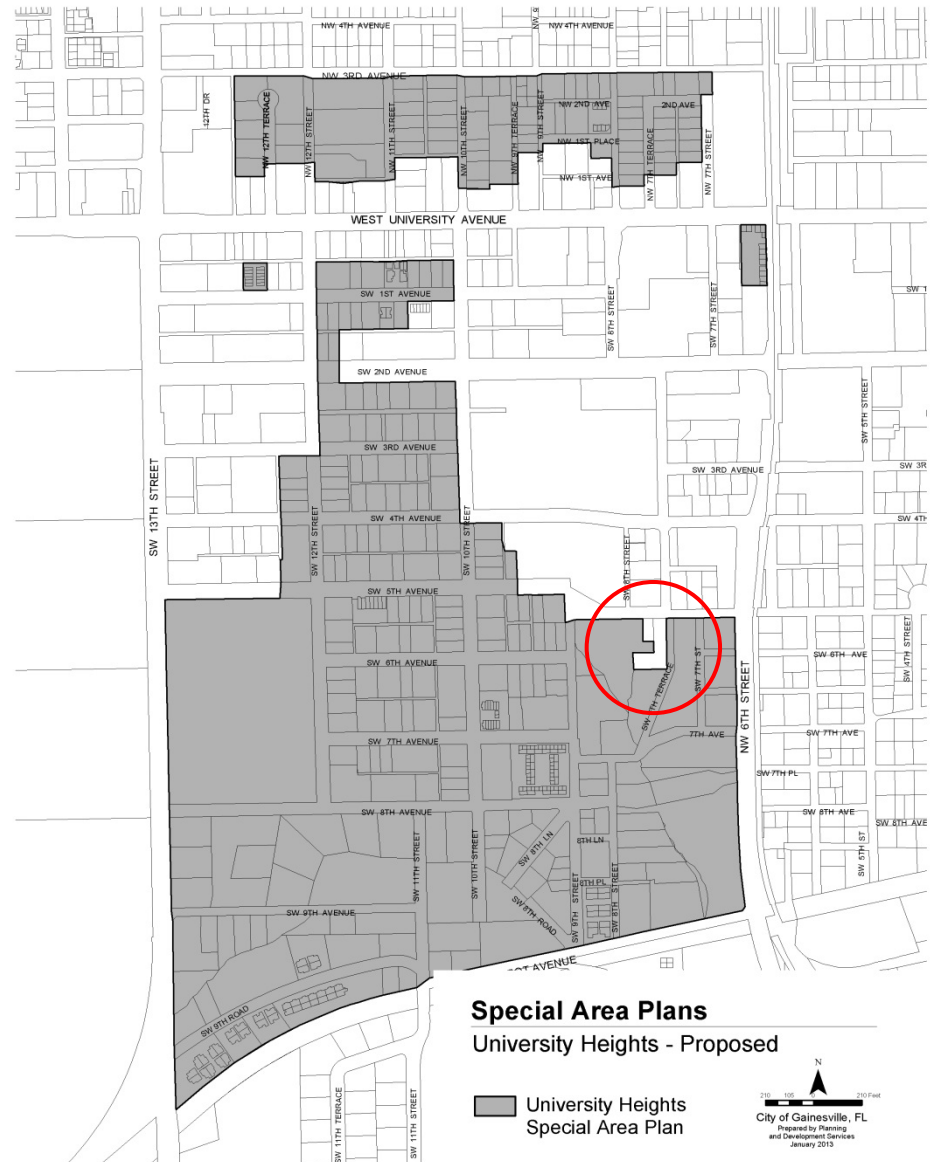 NW 4TH AVENUE
NW 4TH AVENUE
NW 3RD AVENUE
12TH DR
NW 12TH TERRACE
NW 12TH STREET
NW 11TH STREET
NW 10TH STREET
NW 9TH TERRACE
NW 9TH STREET
NW 2ND AVE
2ND AVE
NW 1ST PLACE
NW 1ST AVE
NW 7TH TERRACE
NW 7TH STREET
WEST UNIVERSITY AVENUE
SW 1ST AVENUE
SW 8TH STREET
SW 7TH STREET
SW 2ND AVENUE
SW 5TH STREET
SW 3RD AVENUE
SW 3RD AVENUE
SW 13TH STREET
SW 4TH AVENUE
SW 12TH STREET
SW 10TH STREET
SW 5TH AVENUE
SW 8TH STREET
SW 6TH AVENUE
SW 7TH ST
SW 6TH AVE
SW 4TH STREET
NW 6TH STREET
SW 7TH AVENUE
7TH AVE
SW 7TH AVE
SW 7TH PL
SW 8TH AVENUE
SW 8TH AVE
SW 8TH AVE
SW 5TH ST
SW 11TH STREET
SW 10TH STREET
SW 8TH LN
8TH LN
8TH PL
SW 9TH STREET
SW 8TH STREET
SW 8TH ROAD
SW 9TH AVENUE
SW 9TH ROAD
AVENUE
SW 11TH TERRACE
SW 11TH STREET
Special Area Plans
University Heights - Proposed
University Heights
Special Area Plan
N
210 105 0 210 Feet
City of Gainesville, FL
Prepared by Planning
and Development Services
January 2013